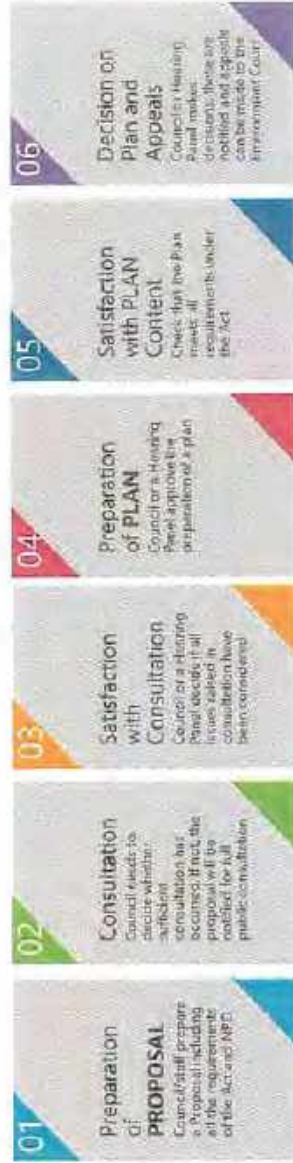 01
Preparation
of
PROPOSAL
Council/staff prepare
a Proposal including
all the requirements
of the Act and NPD
02
Consultation
Council needs to
decide whether
sufficient
consultation has
occurred. If not, the
proposal will be
notified for full
public consultation
03
Satisfaction
with
Consultation
Council or a Hearing
Panel decide if all
issues raised in
consultation have
been considered
04
Preparation
of PLAN
Council or a Hearing
Panel approve the
preparation of a plan
05
Satisfaction
with PLAN
Content
Check that the Plan
meets all
requirements under
the Act
06
Decision on
Plan and
Appeals
Council or Hearing
Panel makes
decisions, these are
notified and appeals
can be made to the
Environment Court